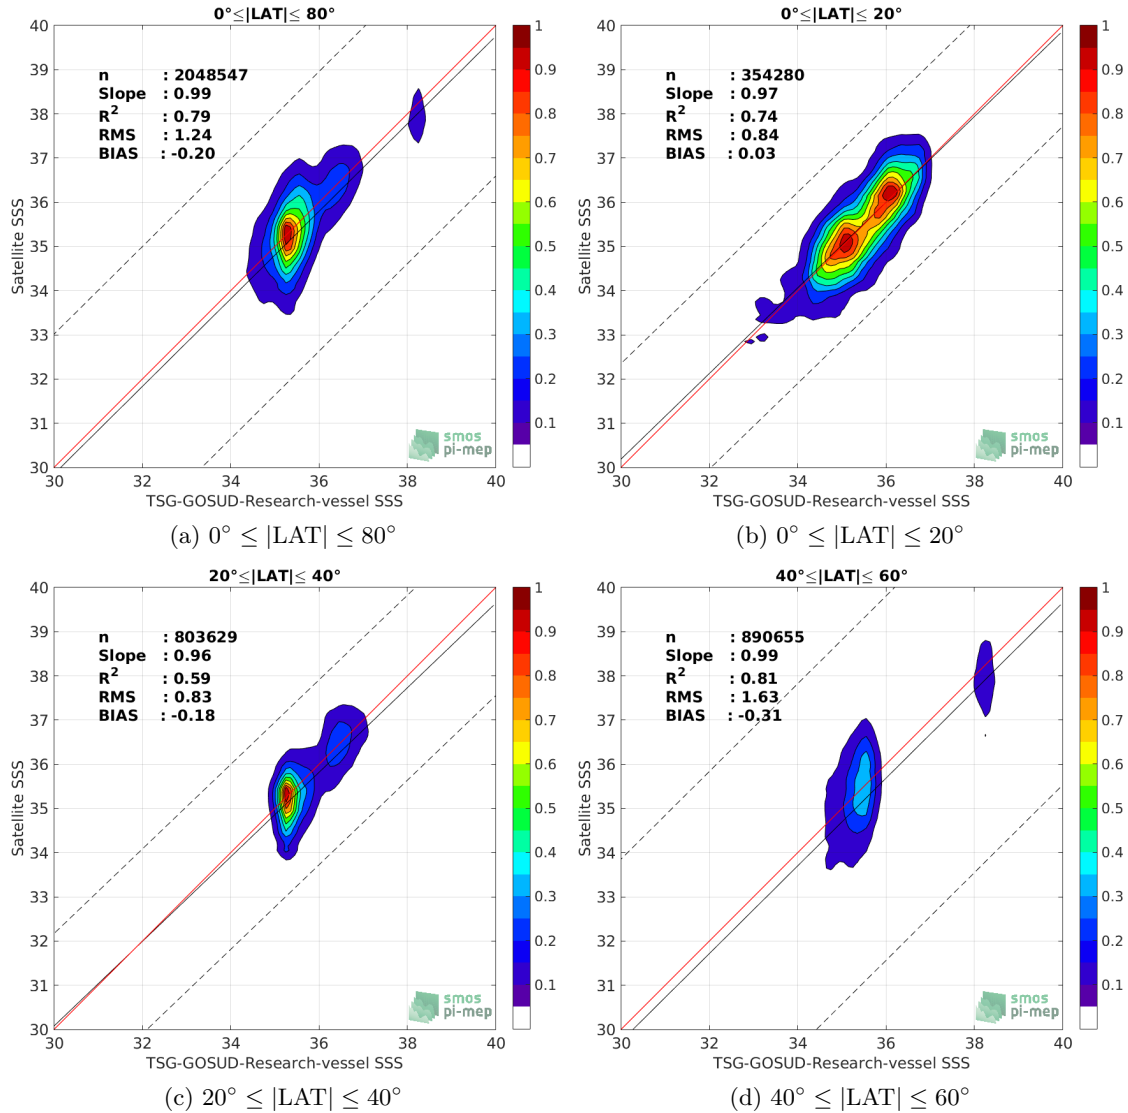 0°≤|LAT|≤ 80°
n : 2048547
Slope : 0.99
R2 : 0.79
RMS : 1.24
BIAS : -0.20
40
39
38
37
36
35
34
33
32
31
30
Satellite SSS
30 32 34 36 38 40
TSG-GOSUD-Research-vessel SSS
1
0.9
0.8
0.7
0.6
0.5
0.4
0.3
0.2
0.1
smos
pi-mep
(a) 0° ≤ |LAT| ≤ 80°
0°≤|LAT|≤ 20°
n : 354280
Slope : 0.97
R2 : 0.74
RMS : 0.84
BIAS : 0.03
40
39
38
37
36
35
34
33
32
31
30
Satellite SSS
30 32 34 36 38 40
TSG-GOSUD-Research-vessel SSS
1
0.9
0.8
0.7
0.6
0.5
0.4
0.3
0.2
0.1
smos
pi-mep
(b) 0° ≤ |LAT| ≤ 20°
20°≤|LAT|≤ 40°
n : 803629
Slope : 0.96
R2 : 0.59
RMS : 0.83
BIAS : -0.18
40
39
38
37
36
35
34
33
32
31
30
Satellite SSS
30 32 34 36 38 40
TSG-GOSUD-Research-vessel SSS
1
0.9
0.8
0.7
0.6
0.5
0.4
0.3
0.2
0.1
smos
pi-mep
(c) 20° ≤ |LAT| ≤ 40°
40°≤|LAT|≤ 60°
n : 890655
Slope : 0.99
R2 : 0.81
RMS : 1.63
BIAS : -0.31
40
39
38
37
36
35
34
33
32
31
30
Satellite SSS
30 32 34 36 38 40
TSG-GOSUD-Research-vessel SSS
1
0.9
0.8
0.7
0.6
0.5
0.4
0.3
0.2
0.1
smos
pi-mep
(d) 40° ≤ |LAT| ≤ 60°